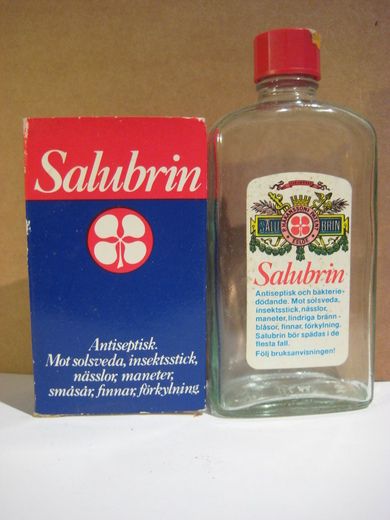 Salubrin
Antiseptisk.
Mot solsveda, insektsstick,
nässlor, maneter,
småsår, finnar, förkylning.
SALU BRIN
ESLÖF
Salubrin
Antiseptisk och bakterie-
dödande. Mot solsveda,
insektsstick, nässlor,
maneter, lindriga bränn-
blåsor, finnar, förkylning.
Salubrin bör spädas i de
flesta fall.
Följ bruksanvisningen!